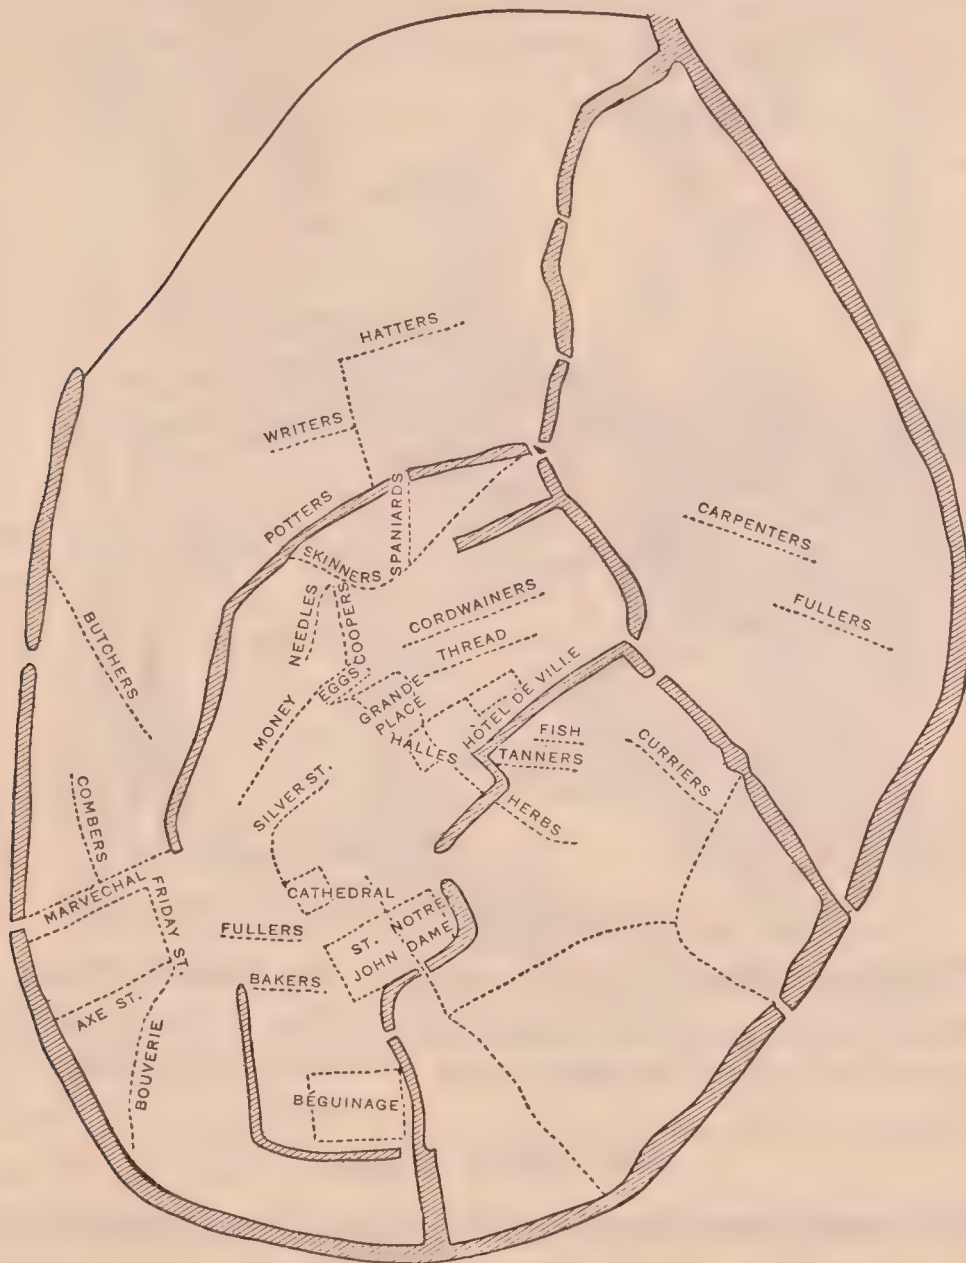 HATTERS
WRITERS
POTTERS
SPANIARDS
SKINNERS
CARPENTERS
FULLERS
BUTCHERS
NEEDLES
COOPERS
CORDWAINERS
THREAD
EGGS
GRANDE
PLACE
HALLES
HOTEL DE VILLE
MONEY
FISH
TANNERS
CURRIERS
HERBS
SILVER ST.
COMBERS
MARVECHAL
FRIDAY ST
CATHEDRAL
FULLERS
ST.
JOHN
NOTRE
DAME
BAKERS
AXE ST.
BOUVERIE
BÉGUINAGE